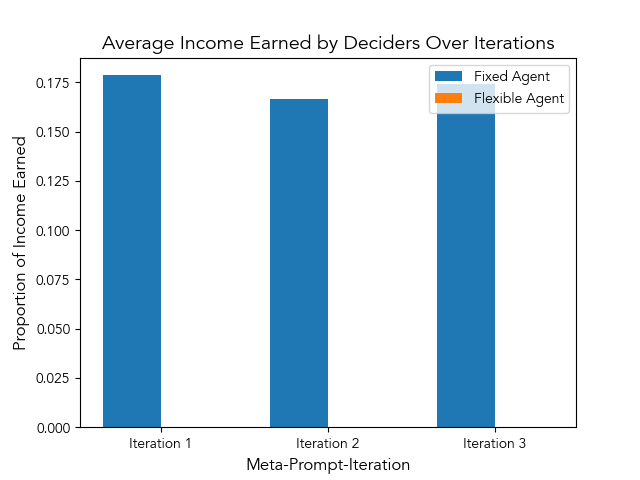 Average Income Earned by Deciders Over Iterations
Fixed Agent
Flexible Agent
Proportion of Income Earned
0.175
0.150
0.125
0.100
0.075
0.050
0.025
0.000
Iteration 1
Iteration 2
Iteration 3
Meta-Prompt-Iteration